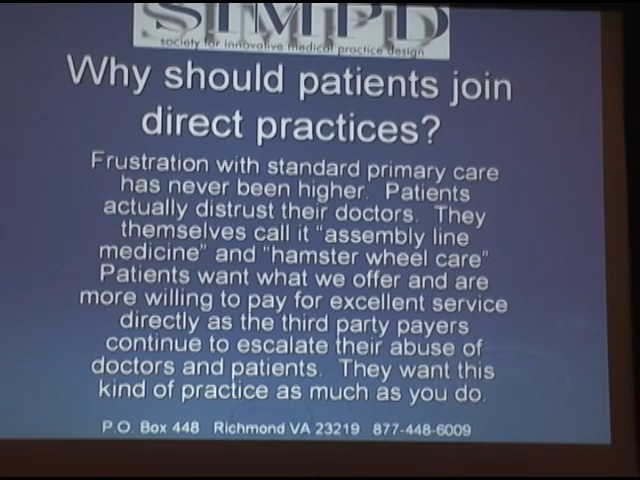 SIMPD
society for innovative medical practice design
Why should patients join
direct practices?
Frustration with standard primary care
has never been higher. Patients
actually distrust their doctors. They
themselves call it "assembly line
medicine" and "hamster wheel care"
Patients want what we offer and are
more willing to pay for excellent service
directly as the third party payers
continue to escalate their abuse of
doctors and patients. They want this
kind of practice as much as you do.
P.O. Box 448 Richmond VA 23219 877-448-6009